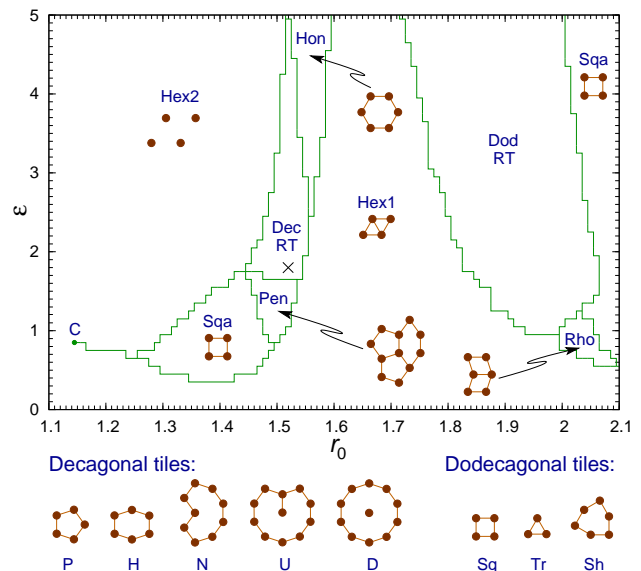 5
4
3
2
1
0
ε
Hex2
Hon
Sqa
Dod
RT
Hex1
Dec
RT
Pen
C
Sqa
Rho
1.1 1.2 1.3 1.4 1.5 1.6 1.7 1.8 1.9 2 2.1
r0
Decagonal tiles: Dodecagonal tiles:
P H N U D Sq Tr Sh